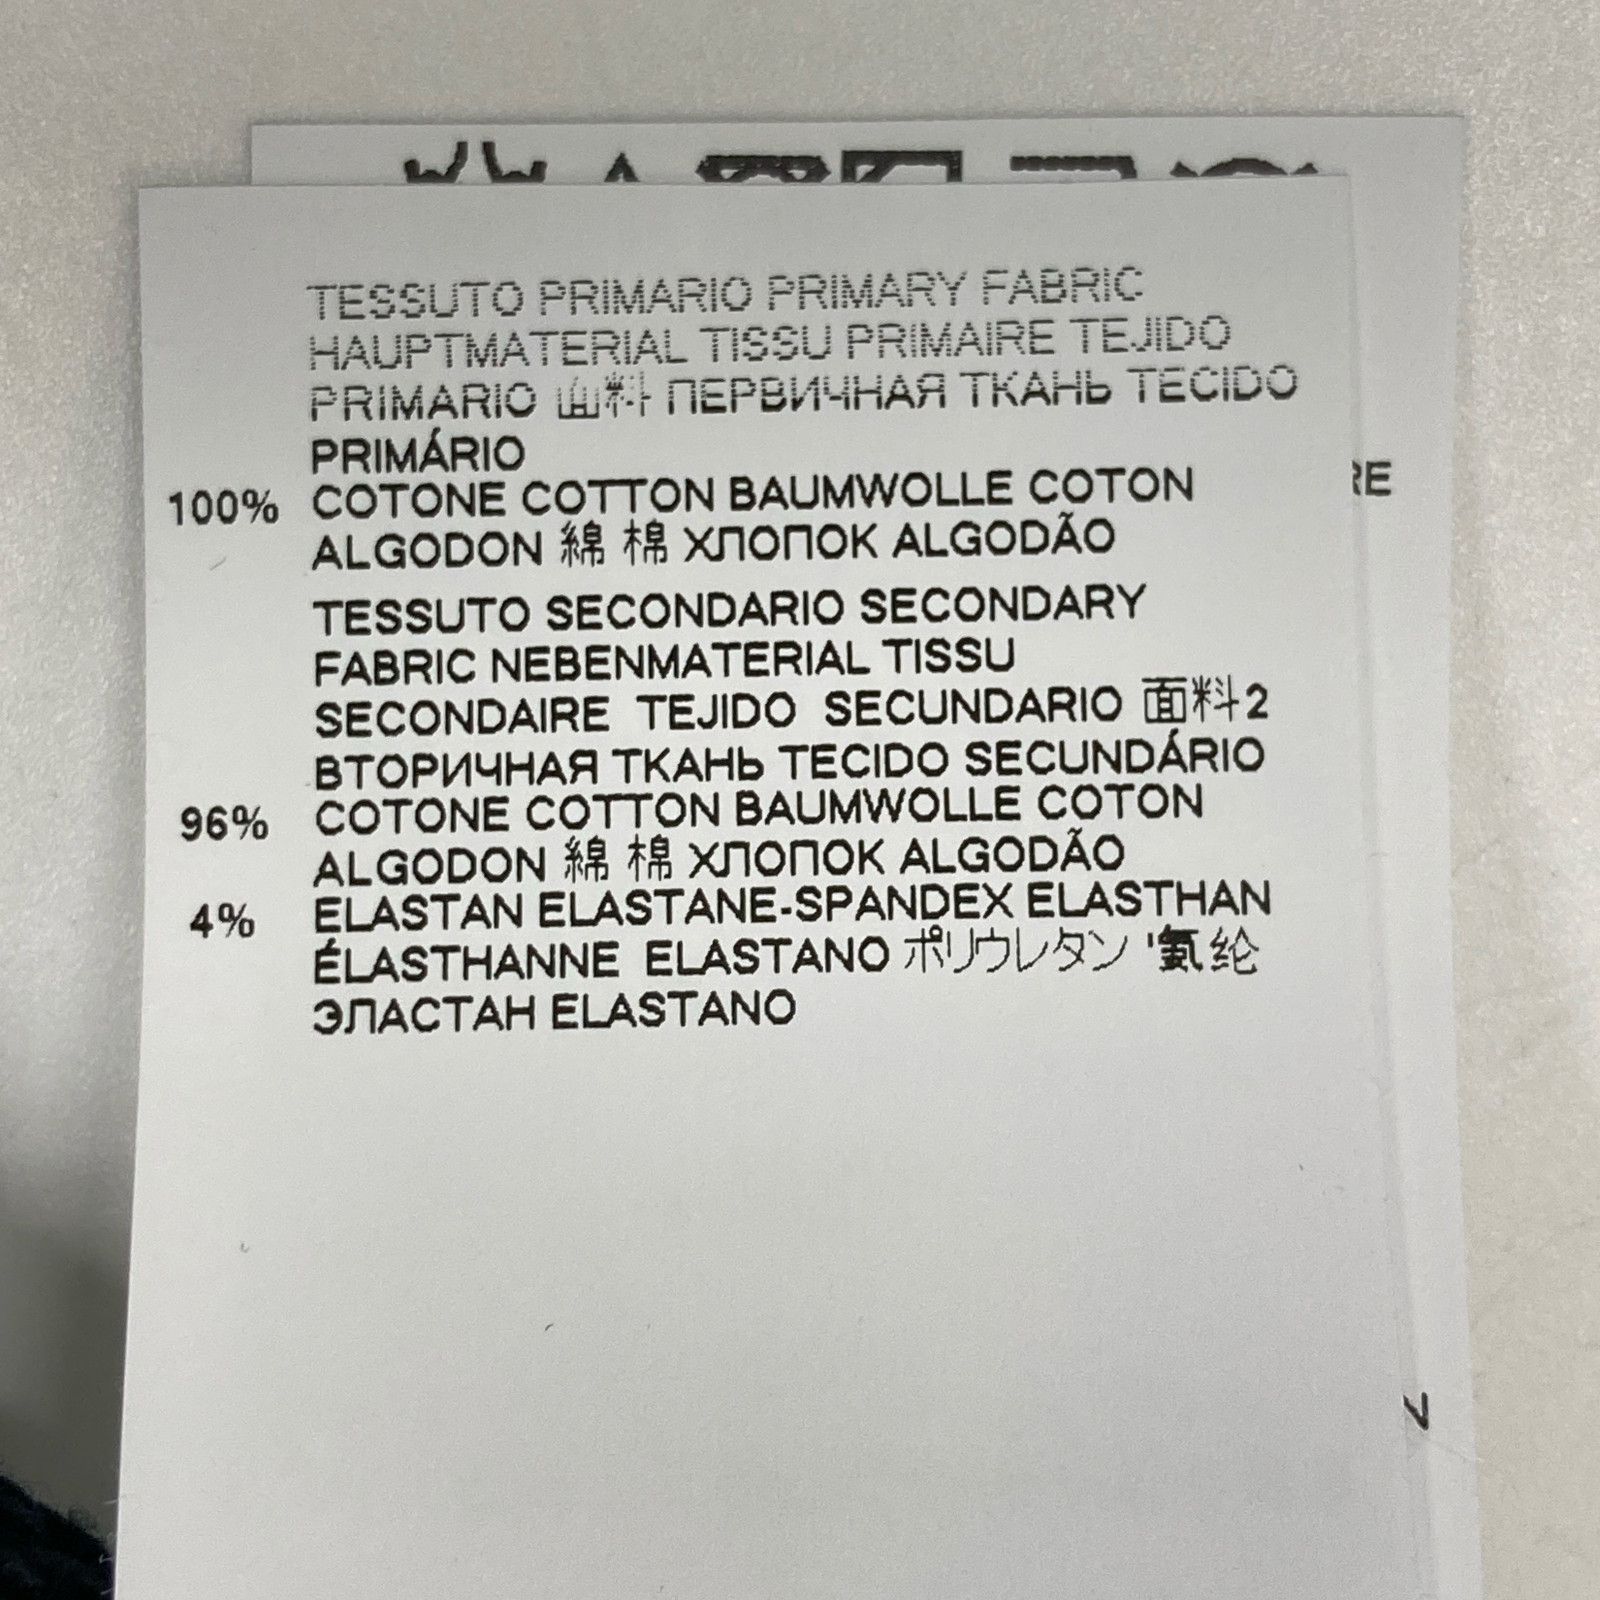 TESSUTO PRIMARIO PRIMARY FABRIC
HAUPTMATERIAL TISSU PRIMAIRE TEJIDO
PRIMARIO 面料 ПЕРВИЧНАЯ ТКАНЬ TECIDO
PRIMÁRIO
100% COTONE COTTON BAUMWOLLE COTON
ALGODON 綿 棉 ХЛОПОК ALGODÃO
TESSUTO SECONDARIO SECONDARY
FABRIC NEBENMATERIAL TISSU
SECONDAIRE TEJIDO SECUNDARIO 面料2
ВТОРИЧНАЯ ТКАНЬ TECIDO SECUNDÁRIO
96% COTONE COTTON BAUMWOLLE COTON
ALGODON 綿 棉 ХЛОПОК ALGODÃO
4% ELASTAN ELASTANE-SPANDEX ELASTHAN
ÉLASTHANNE ELASTANO ポリウレタン '氨纶
ЭЛАСТАН ELASTANO